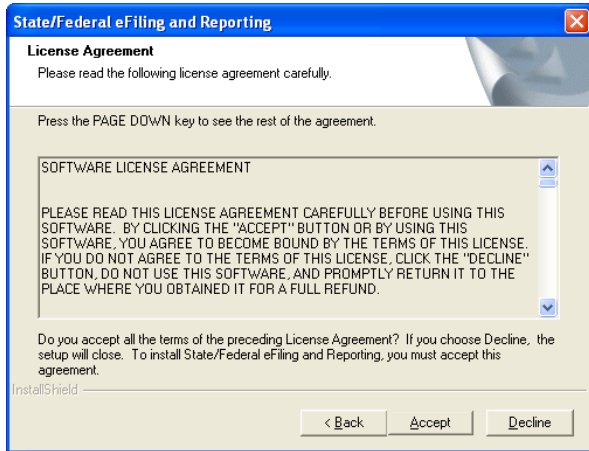 State/Federal eFiling and Reporting
License Agreement
Please read the following license agreement carefully.
Press the PAGE DOWN key to see the rest of the agreement.
SOFTWARE LICENSE AGREEMENT
PLEASE READ THIS LICENSE AGREEMENT CAREFULLY BEFORE USING THIS
SOFTWARE. BY CLICKING THE "ACCEPT" BUTTON OR BY USING THIS
SOFTWARE, YOU AGREE TO BECOME BOUND BY THE TERMS OF THIS LICENSE.
IF YOU DO NOT AGREE TO THE TERMS OF THIS LICENSE, CLICK THE "DECLINE"
BUTTON, DO NOT USE THIS SOFTWARE, AND PROMPTLY RETURN IT TO THE
PLACE WHERE YOU OBTAINED IT FOR A FULL REFUND.
Do you accept all the terms of the preceding License Agreement? If you choose Decline, the
setup will close. To install State/Federal eFiling and Reporting, you must accept this
agreement.
InstallShield
< Back Accept Decline